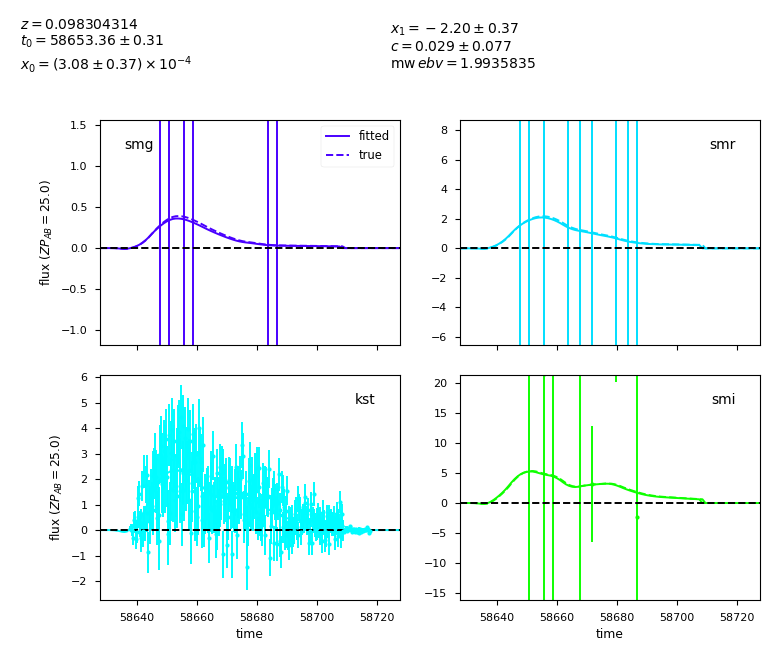 z = 0.098304314
t₀ = 58653.36 ± 0.31
x₀ = (3.08 ± 0.37) × 10⁻⁴
x₁ = −2.20 ± 0.37
c = 0.029 ± 0.077
mw ebv = 1.9935835
smg
fitted
true
1.5
1.0
0.5
0.0
−0.5
−1.0
flux (ZP_AB = 25.0)
smr
8
6
4
2
0
−2
−4
−6
kst
6
5
4
3
2
1
0
−1
−2
flux (ZP_AB = 25.0)
58640 58660 58680 58700 58720
time
smi
20
15
10
5
0
−5
−10
−15
58640 58660 58680 58700 58720
time